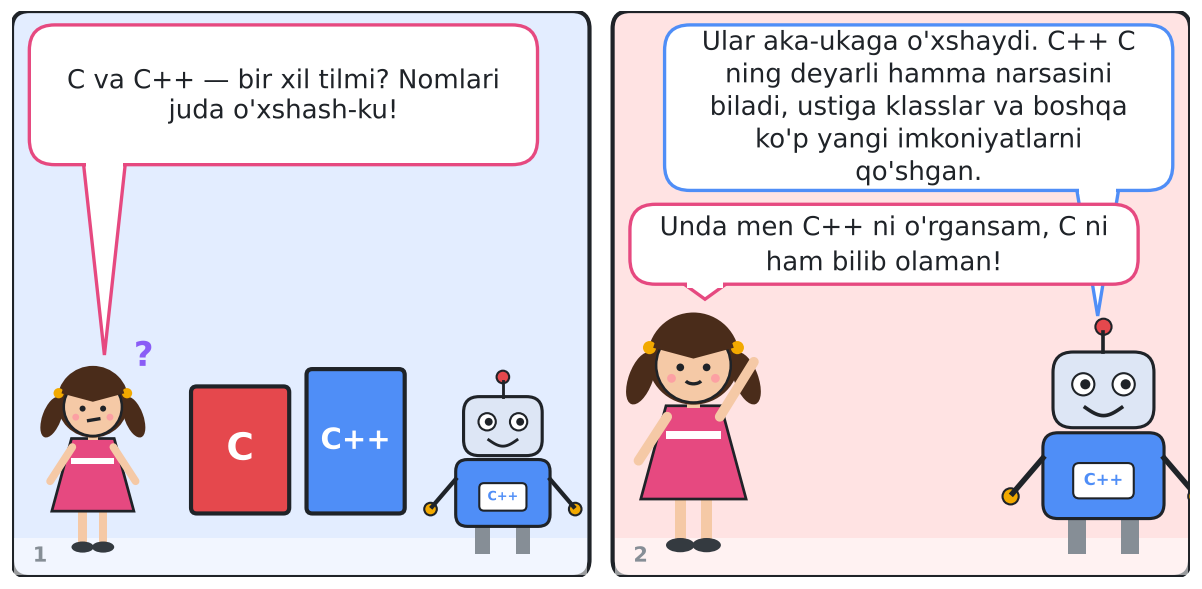 C va C++ — bir xil tilmi? Nomlari
juda o'xshash-ku!
?
C
C++
C++
1
Ular aka-ukaga o'xshaydi. C++ C
ning deyarli hamma narsasini
biladi, ustiga klasslar va boshqa
ko'p yangi imkoniyatlarni
qo'shgan.
Unda men C++ ni o'rgansam, C ni
ham bilib olaman!
C++
2